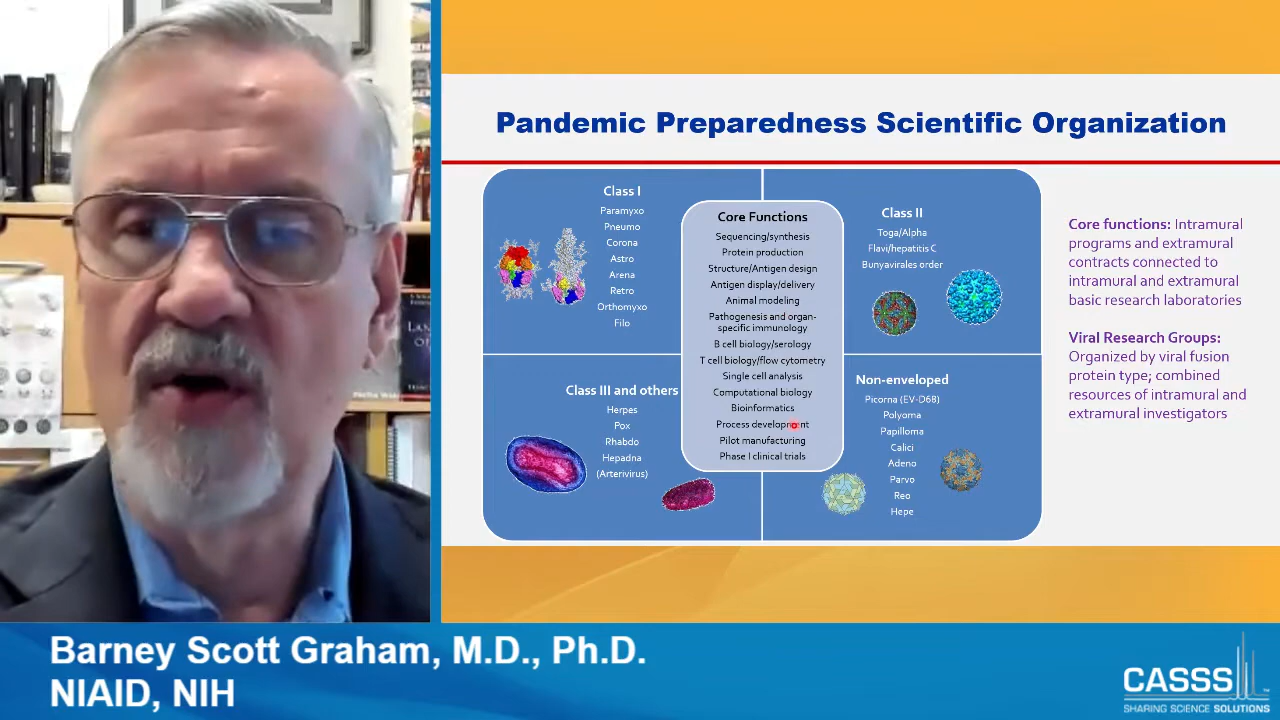 Pandemic Preparedness Scientific Organization
Class I
Paramyxo
Pneumo
Corona
Astro
Arena
Retro
Orthomyxo
Filo
Core Functions
Sequencing/synthesis
Protein production
Structure/Antigen design
Antigen display/delivery
Animal modeling
Pathogenesis and organ-
specific immunology
B cell biology/serology
T cell biology/flow cytometry
Single cell analysis
Computational biology
Bioinformatics
Process development
Pilot manufacturing
Phase I clinical trials
Class II
Toga/Alpha
Flavi/hepatitis C
Bunyavirales order
Class III and others
Herpes
Pox
Rhabdo
Hepadna
(Arterivirus)
Non-enveloped
Picorna (EV-D68)
Polyoma
Papilloma
Calici
Adeno
Parvo
Reo
Hepe
Core functions: Intramural
programs and extramural
contracts connected to
intramural and extramural
basic research laboratories
Viral Research Groups:
Organized by viral fusion
protein type; combined
resources of intramural and
extramural investigators
Barney Scott Graham, M.D., Ph.D.
NIAID, NIH
CASSS
SHARING SCIENCE SOLUTIONS